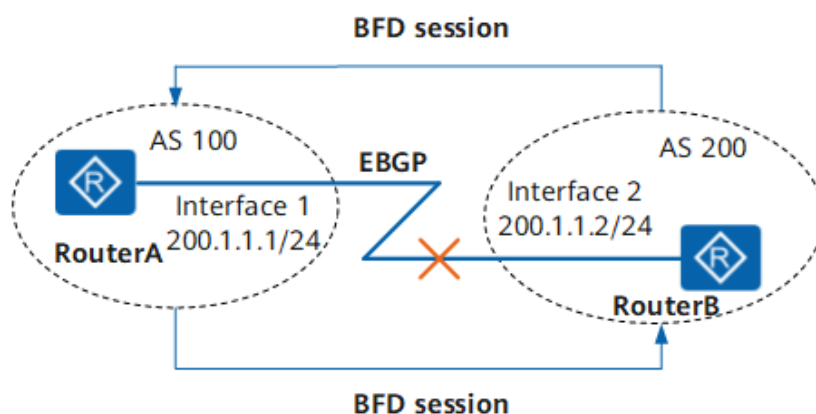 BFD session
AS 100
EBGP
AS 200
R
Interface 1
200.1.1.1/24
RouterA
Interface 2
200.1.1.2/24
R
RouterB
BFD session